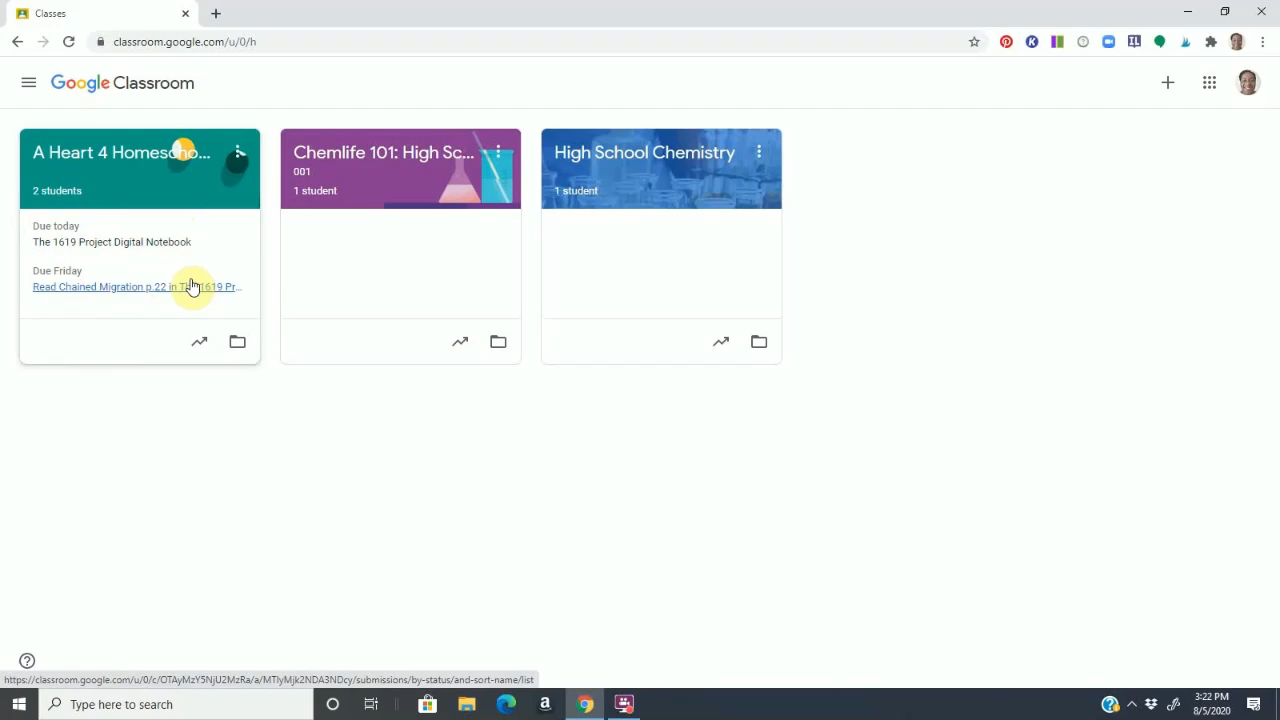 Classes
classroom.google.com/u/0/h
Google Classroom
A Heart 4 Homescho...
2 students
Due today
The 1619 Project Digital Notebook
Due Friday
Read Chained Migration p.22 in The 1619 Pr...
Chemlife 101: High Sc...
001
1 student
High School Chemistry
1 student
https://classroom.google.com/u/0/c/OTAyMzY5NjU2MzRa/a/MTIyMjk2NDA3NDcy/submissions/by-status/and-sort-name/list
Type here to search
3:22 PM
8/5/2020